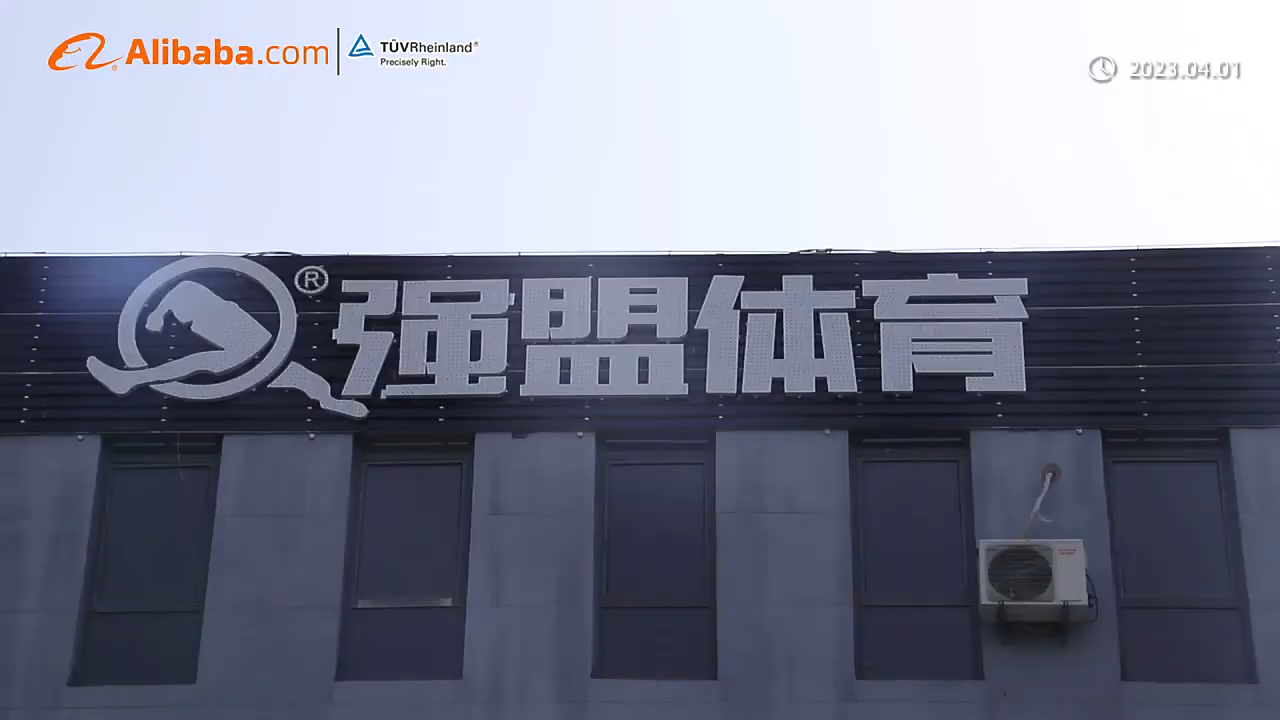 Alibaba.com
TÜVRheinland®
Precisely Right.
2023.04.01
® 强盟体育